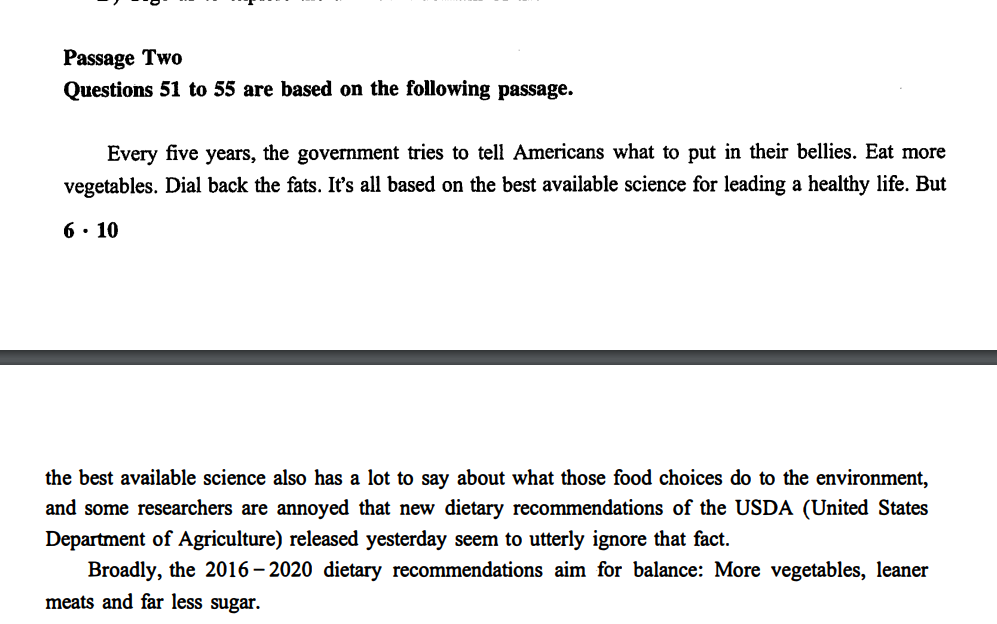 Passage Two
Questions 51 to 55 are based on the following passage.
Every five years, the government tries to tell Americans what to put in their bellies. Eat more
vegetables. Dial back the fats. It's all based on the best available science for leading a healthy life. But
6 · 10
the best available science also has a lot to say about what those food choices do to the environment,
and some researchers are annoyed that new dietary recommendations of the USDA (United States
Department of Agriculture) released yesterday seem to utterly ignore that fact.
Broadly, the 2016–2020 dietary recommendations aim for balance: More vegetables, leaner
meats and far less sugar.